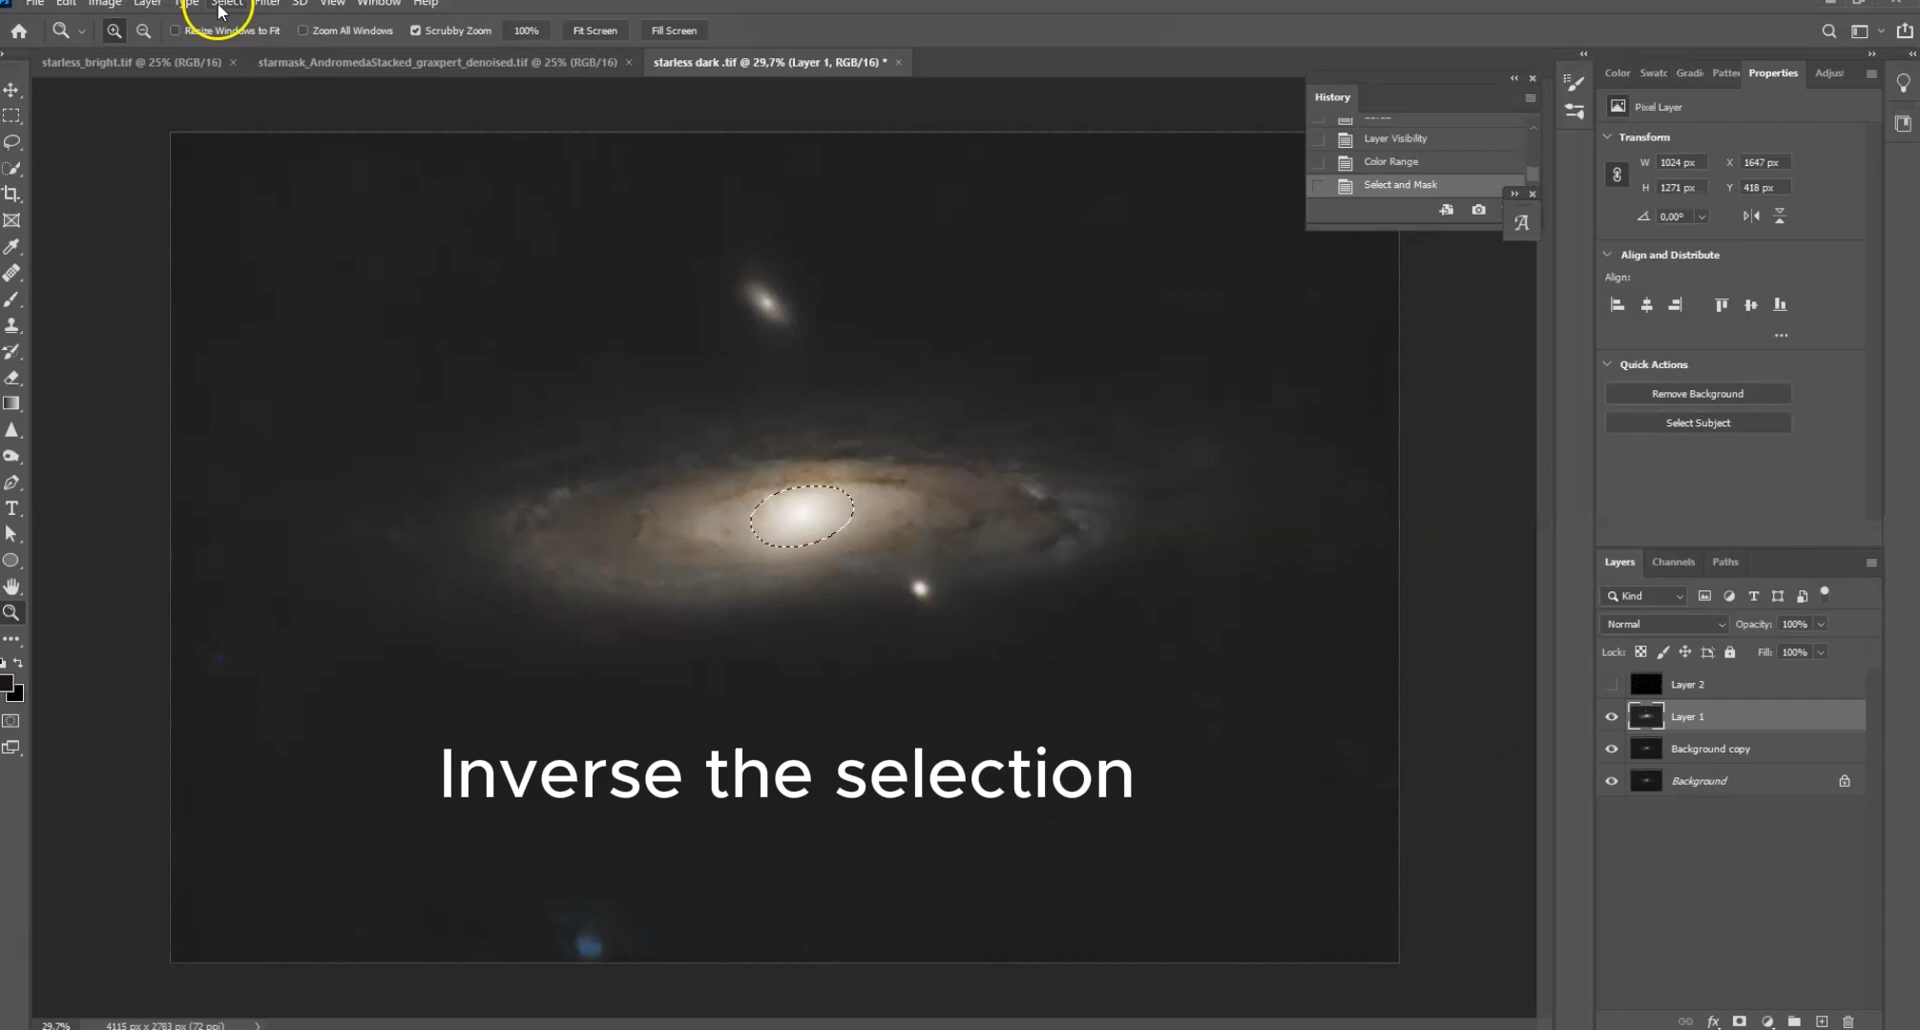 File Edit Image Layer Type Select Filter 3D View Window Help
Resize Windows to Fit Zoom All Windows Scrubby Zoom 100% Fit Screen Fill Screen
starless_bright.tif @ 25% (RGB/16) × starmask_AndromedaStacked_graxpert_denoised.tif @ 25% (RGB/16) × starless dark .tif @ 29,7% (Layer 1, RGB/16) * ×
Color Swatc Gradi Patter Properties Adjust
History
Pixel Layer
Layer Visibility
Color Range
Select and Mask
Transform
W 1024 px X 1647 px
H 1271 px Y 418 px
0,00°
Align and Distribute
Align:
Quick Actions
Remove Background
Select Subject
Inverse the selection
Layers Channels Paths
Kind
Normal Opacity: 100%
Lock: Fill: 100%
Layer 2
Layer 1
Background copy
Background
29,7% 4115 px x 2783 px (72 ppi)